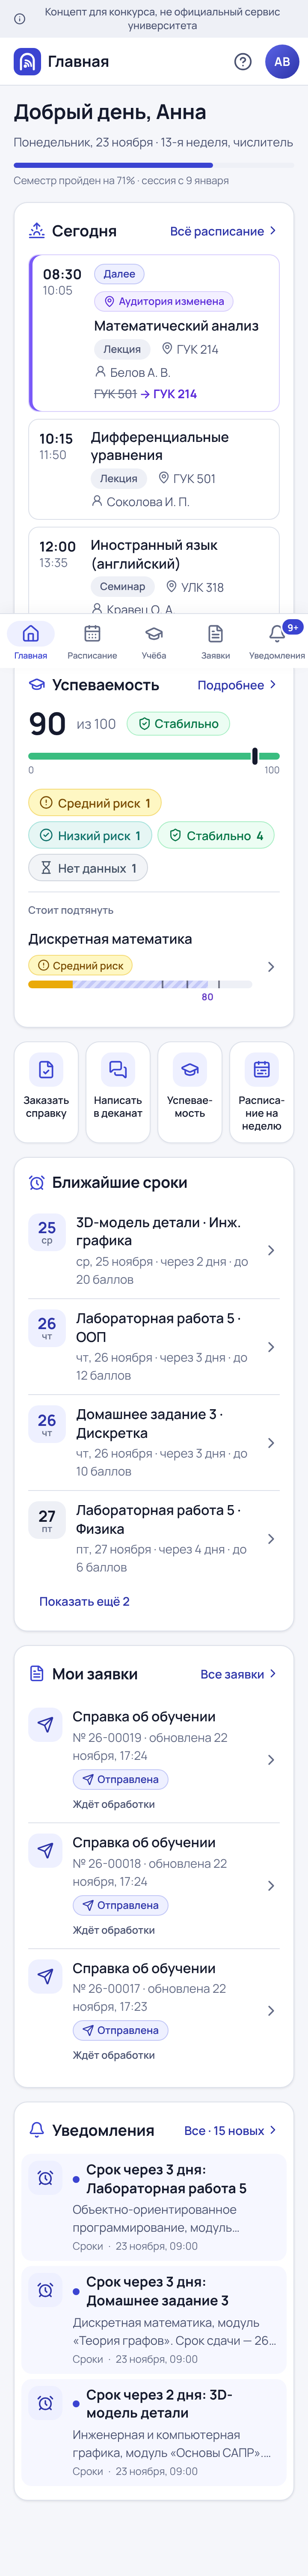 Концепт для конкурса, не официальный сервис
университета
Главная
АВ
Добрый день, Анна
Понедельник, 23 ноября · 13-я неделя, числитель
Семестр пройден на 71% · сессия с 9 января
Сегодня
Всё расписание
08:30
10:05
Далее
Аудитория изменена
Математический анализ
Лекция
ГУК 214
Белов А. В.
ГУК 501 → ГУК 214
10:15
11:50
Дифференциальные
уравнения
Лекция
ГУК 501
Соколова И. П.
12:00
13:35
Иностранный язык
(английский)
Семинар
УЛК 318
Кравец О. А.
Главная
Расписание
Учёба
Заявки
9+
Уведомления
Успеваемость
Подробнее
90 из 100
Стабильно
0
100
Средний риск 1
Низкий риск 1
Стабильно 4
Нет данных 1
Стоит подтянуть
Дискретная математика
Средний риск
80
Заказать
справку
Написать
в деканат
Успевае-
мость
Расписа-
ние на
неделю
Ближайшие сроки
25
ср
3D-модель детали · Инж.
графика
ср, 25 ноября · через 2 дня · до
20 баллов
26
чт
Лабораторная работа 5 ·
ООП
чт, 26 ноября · через 3 дня · до
12 баллов
26
чт
Домашнее задание 3 ·
Дискретка
чт, 26 ноября · через 3 дня · до
10 баллов
27
пт
Лабораторная работа 5 ·
Физика
пт, 27 ноября · через 4 дня · до
6 баллов
Показать ещё 2
Мои заявки
Все заявки
Справка об обучении
№ 26-00019 · обновлена 22
ноября, 17:24
Отправлена
Ждёт обработки
Справка об обучении
№ 26-00018 · обновлена 22
ноября, 17:24
Отправлена
Ждёт обработки
Справка об обучении
№ 26-00017 · обновлена 22
ноября, 17:23
Отправлена
Ждёт обработки
Уведомления
Все · 15 новых
Срок через 3 дня:
Лабораторная работа 5
Объектно-ориентированное
программирование, модуль…
Сроки · 23 ноября, 09:00
Срок через 3 дня:
Домашнее задание 3
Дискретная математика, модуль
«Теория графов». Срок сдачи — 26…
Сроки · 23 ноября, 09:00
Срок через 2 дня: 3D-
модель детали
Инженерная и компьютерная
графика, модуль «Основы САПР».…
Сроки · 23 ноября, 09:00